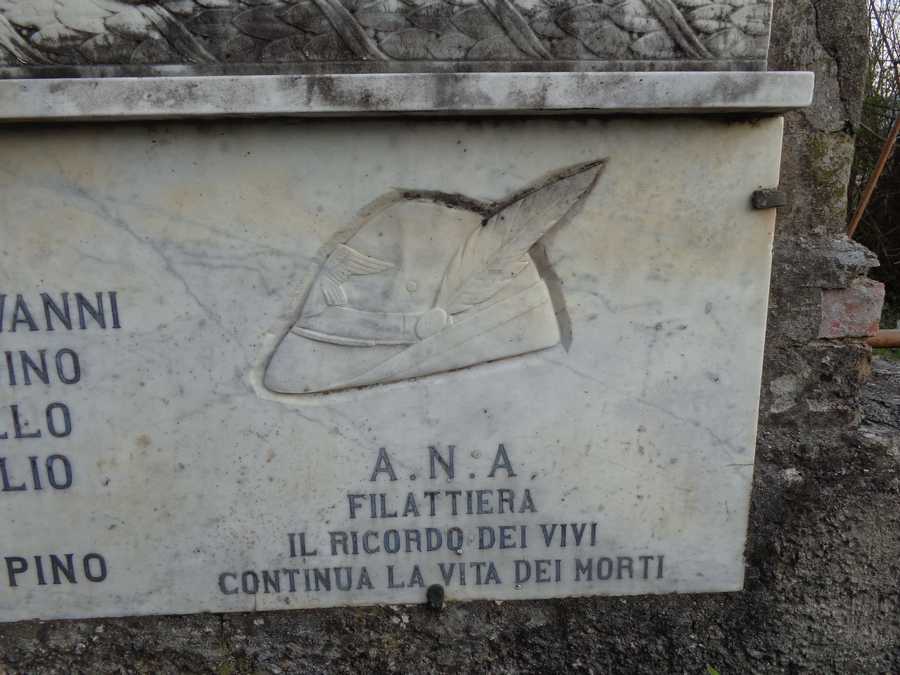 VANNI
INO
LLO
LIO
PINO
A.N.A.
FILATTIERA
IL RICORDO DEI VIVI
CONTINUA LA VITA DEI MORTI